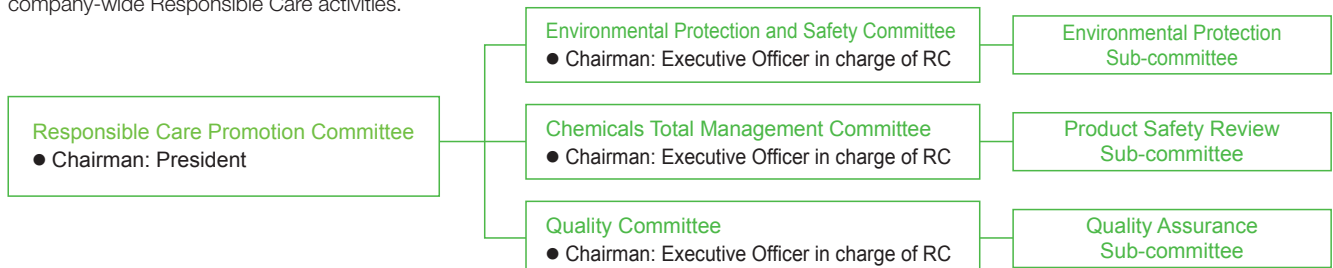 company-wide Responsible Care activities.
Environmental Protection and Safety Committee
● Chairman: Executive Officer in charge of RC
Environmental Protection
Sub-committee
Responsible Care Promotion Committee
● Chairman: President
Chemicals Total Management Committee
● Chairman: Executive Officer in charge of RC
Product Safety Review
Sub-committee
Quality Committee
● Chairman: Executive Officer in charge of RC
Quality Assurance
Sub-committee